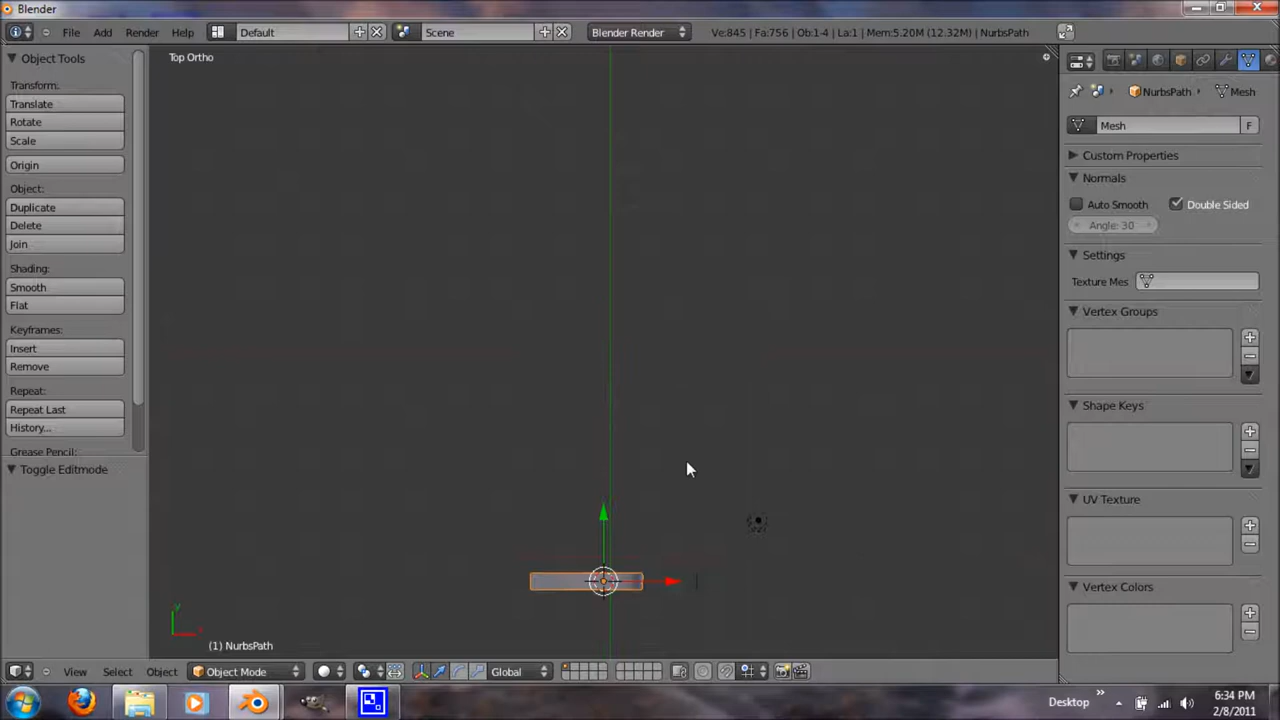 Blender
File Add Render Help Default Scene Blender Render Ve:845 | Fa:756 | Ob:1-4 | La:1 | Mem:5.20M (12.32M) | NurbsPath
Object Tools
Transform:
Translate
Rotate
Scale
Origin
Object:
Duplicate
Delete
Join
Shading:
Smooth
Flat
Keyframes:
Insert
Remove
Repeat:
Repeat Last
History...
Grease Pencil:
Toggle Editmode
Top Ortho
y
x
(1) NurbsPath
NurbsPath Mesh
Mesh F
Custom Properties
Normals
Auto Smooth Double Sided
Angle: 30
Settings
Texture Mes
Vertex Groups
Shape Keys
UV Texture
Vertex Colors
View Select Object Object Mode Global
Desktop
6:34 PM
2/8/2011